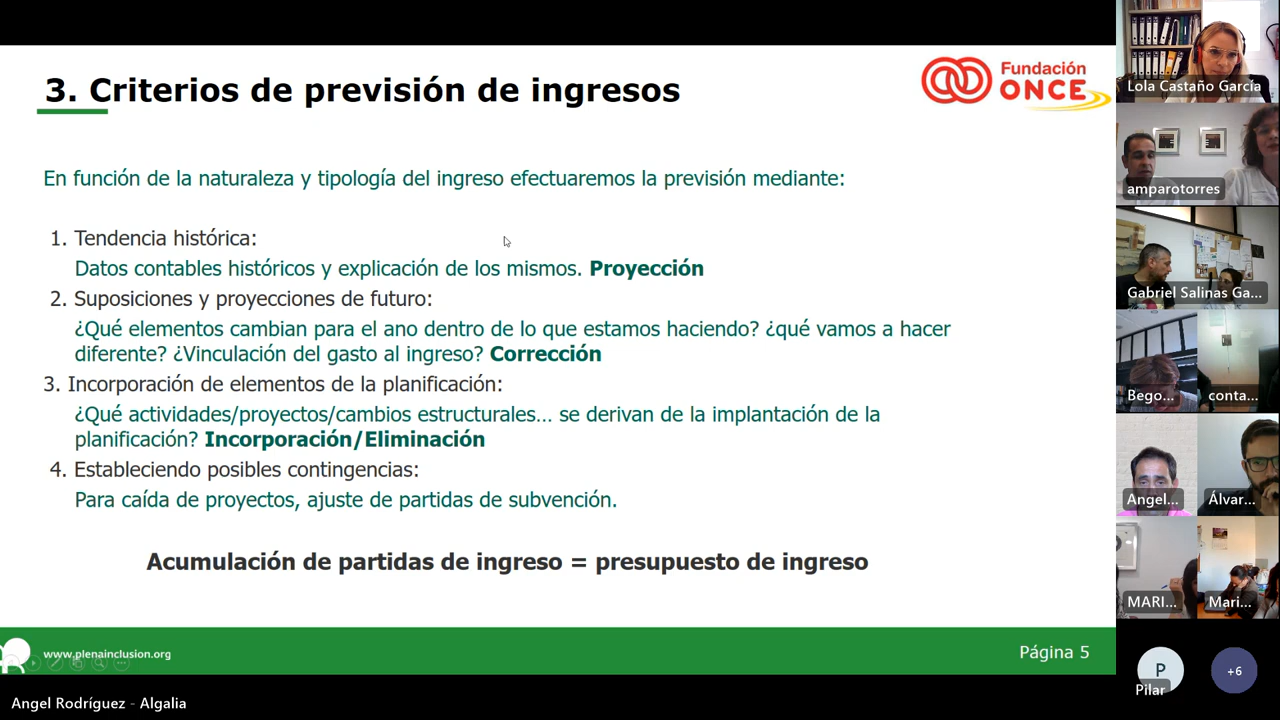 3. Criterios de previsión de ingresos
Fundación
ONCE
En función de la naturaleza y tipología del ingreso efectuaremos la previsión mediante:
1. Tendencia histórica:
Datos contables históricos y explicación de los mismos. Proyección
2. Suposiciones y proyecciones de futuro:
¿Qué elementos cambian para el ano dentro de lo que estamos haciendo? ¿qué vamos a hacer
diferente? ¿Vinculación del gasto al ingreso? Corrección
3. Incorporación de elementos de la planificación:
¿Qué actividades/proyectos/cambios estructurales... se derivan de la implantación de la
planificación? Incorporación/Eliminación
4. Estableciendo posibles contingencias:
Para caída de proyectos, ajuste de partidas de subvención.
Acumulación de partidas de ingreso = presupuesto de ingreso
www.plenainclusion.org
Página 5
Angel Rodríguez - Algalia
Lola Castaño García
amparotorres
Gabriel Salinas Ga...
Bego...
conta...
Angel...
Álvar...
MARI...
Mari...
P
Pilar
+6